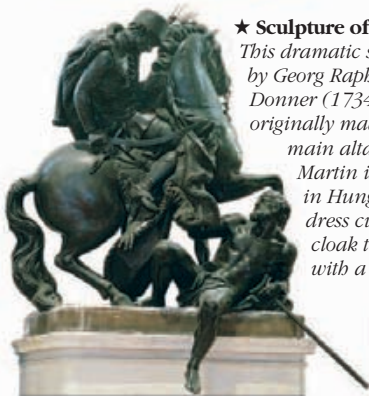 ★ Sculpture of
This dramatic s
by Georg Raph
Donner (1734
originally mad
main alta
Martin i
in Hung
dress cu
cloak t
with a